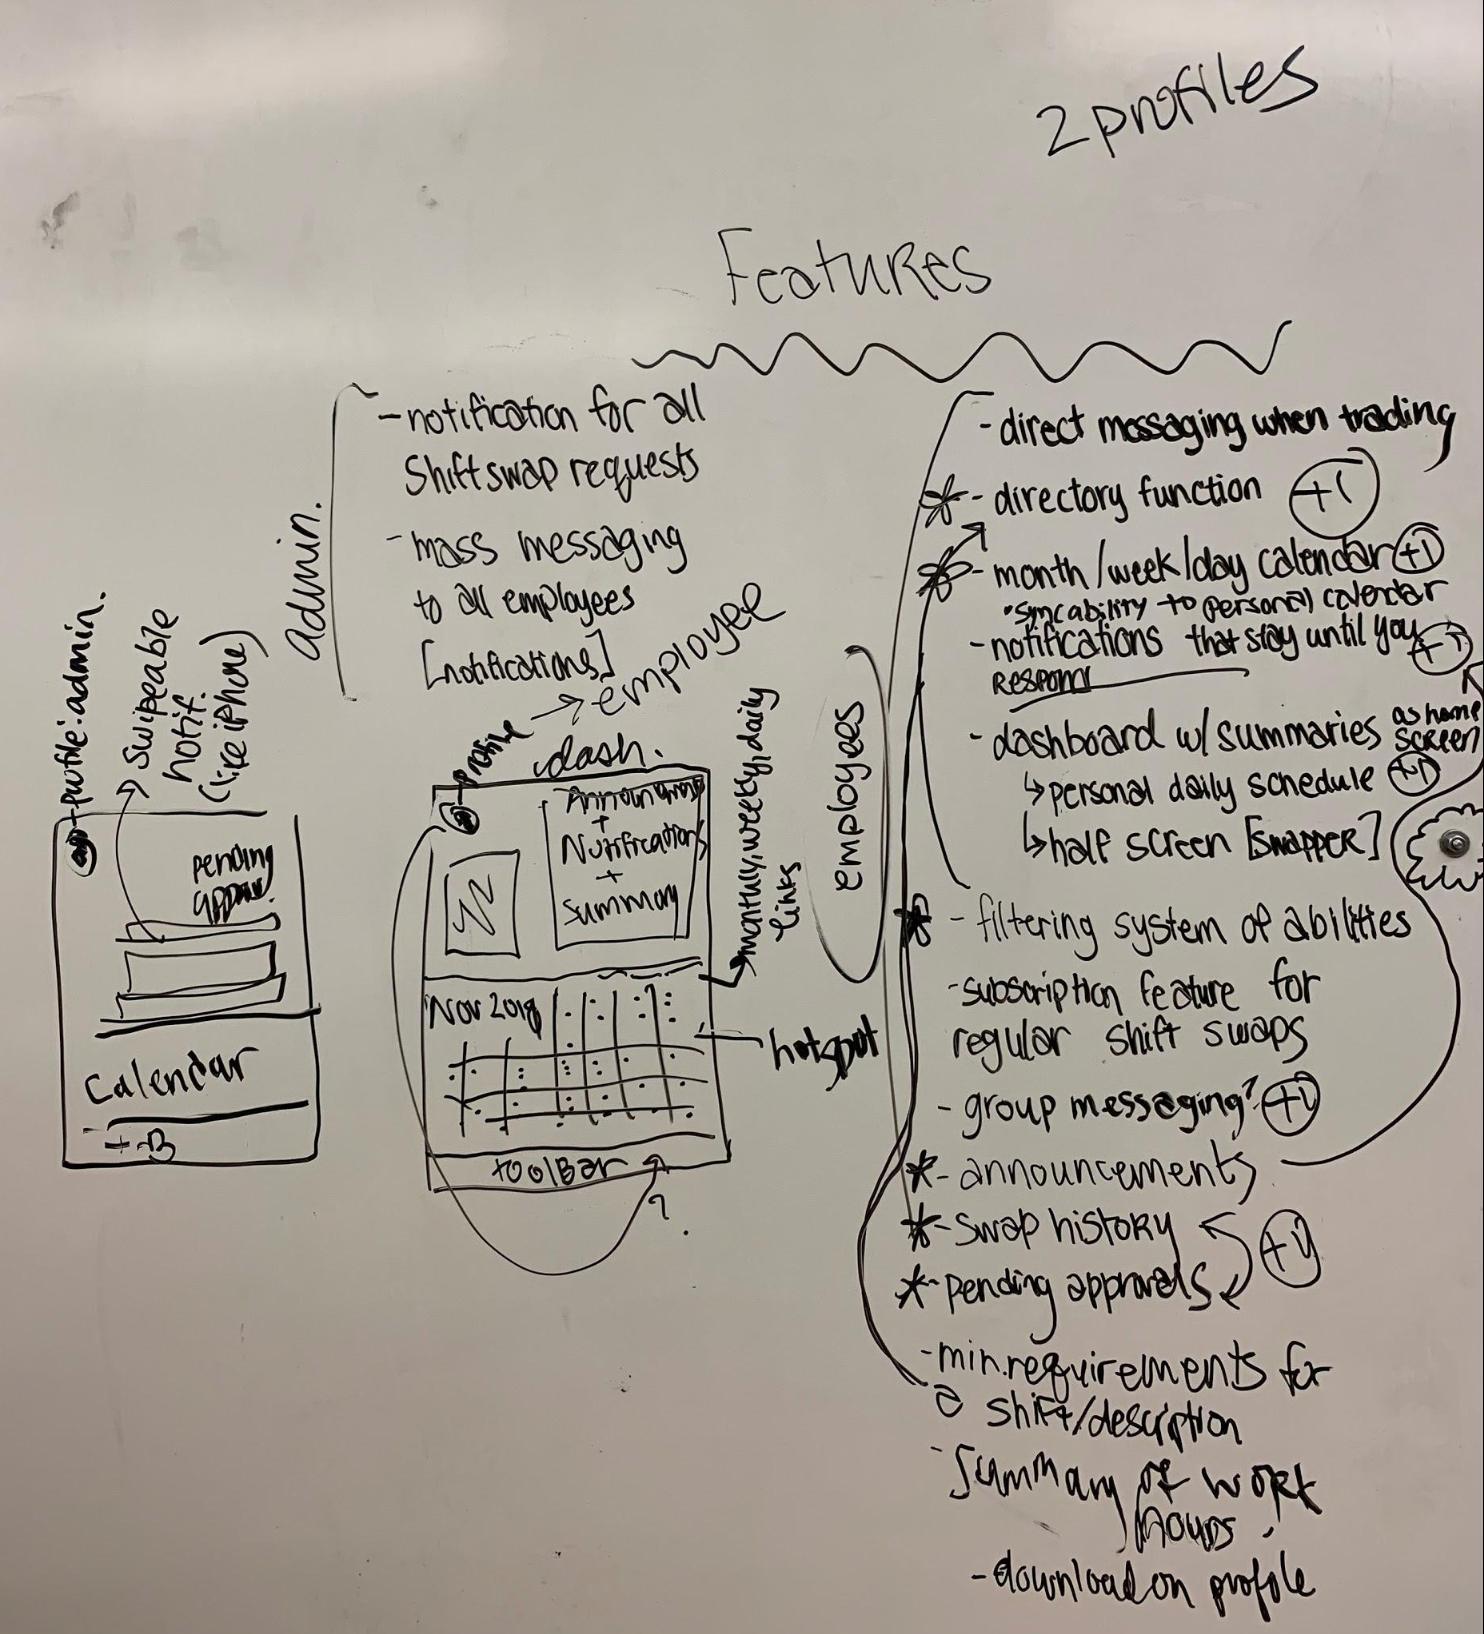 2 profiles
Features
Admin.
- notification for all
Shift swap requests
- mass messaging
to all employees
[notifications]
profile: admin.
Swipeable
notif.
(like iPhone)
pending
Calendar
profile → employee
dash.
Announcements
+
Notifications
+
Summary
monthly, weekly, daily
links
Nov 2018
hotspot
toolbar
?
employees
- direct messaging when trading
* - directory function +1
* - month/week/day calendar +1
• syncability to personal calendar
- notifications that stay until you +1
respond
- dashboard w/ summaries as home
screen
↳ personal daily schedule +1
↳ half screen [swapper]
* - filtering system of abilities
- subscription feature for
regular shift swaps
- group messaging? +1
* - announcements
* - swap history
+1
* - pending approvals
- min. requirements for
a shift/description
- summary of work
hours.
- download on profile